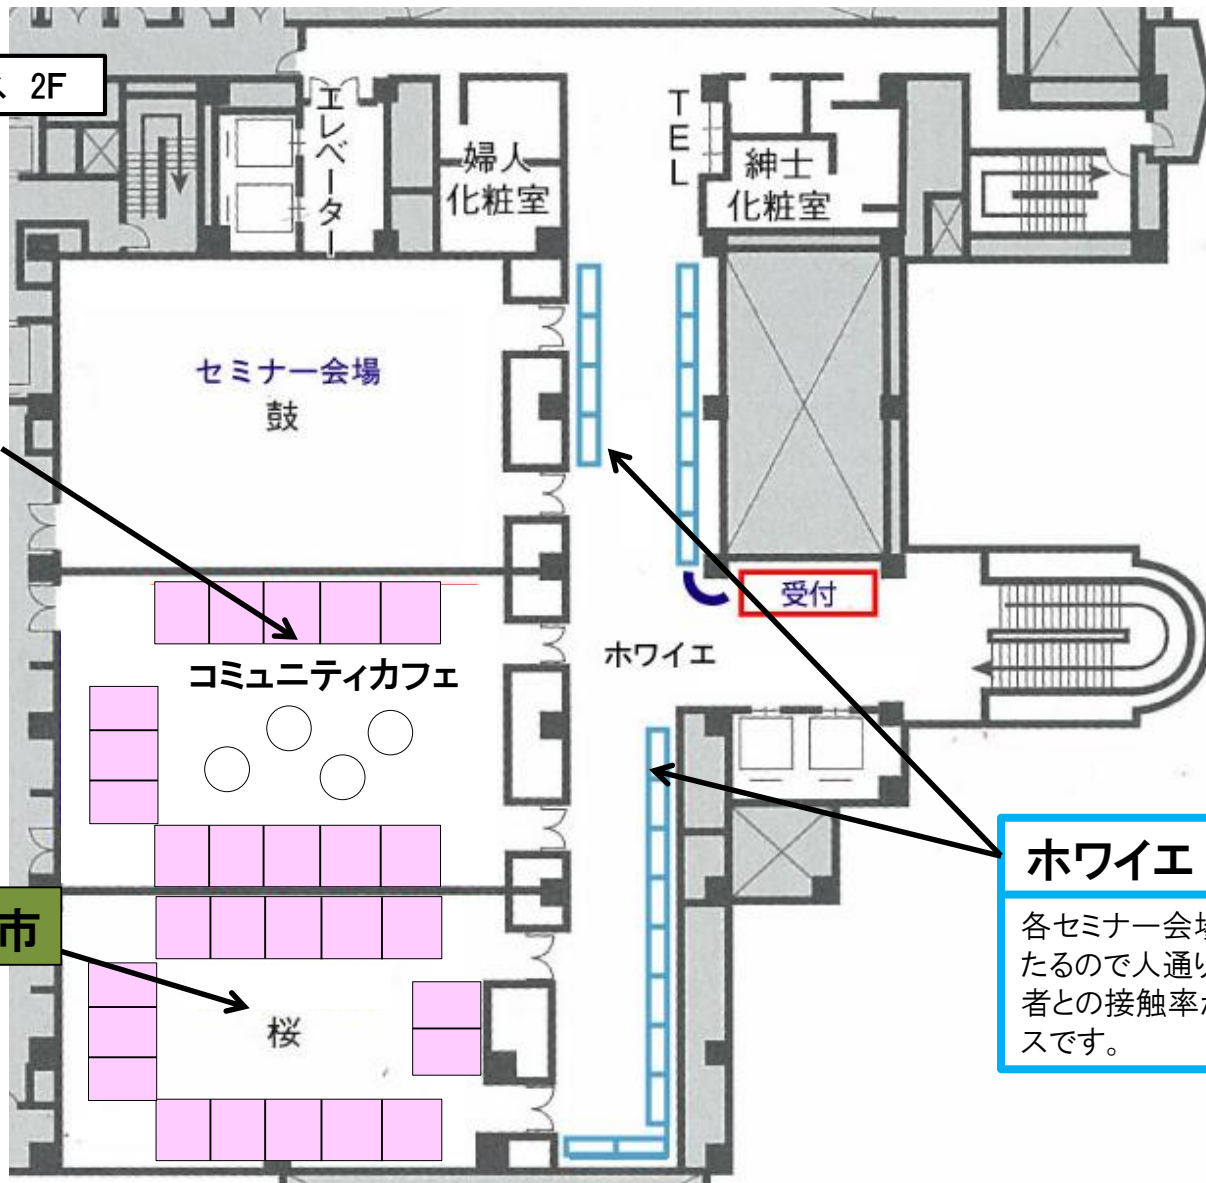 2F
エレベーター
婦人
化粧室
TEL
紳士
化粧室
セミナー会場
鼓
受付
ホワイエ
コミュニティカフェ
市
桜
ホワイエ
各セミナー会場
たるので人通り
者との接触率が
スです。